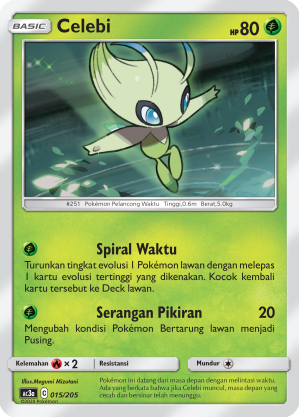 BASIC Celebi HP80
#251 Pokémon Pelancong Waktu Tinggi,0.6m Berat,5.0kg
Spiral Waktu
Turunkan tingkat evolusi 1 Pokémon lawan dengan melepas
1 kartu evolusi tertinggi yang dikenakan. Kocok kembali
kartu tersebut ke Deck lawan.
Serangan Pikiran 20
Mengubah kondisi Pokémon Bertarung lawan menjadi
Pusing.
Kelemahan ×2 Resistansi Mundur
Illus.Megumi Mizutani
Pokémon ini datang dari masa depan dengan melintasi waktu.
Ada yang berkata bahwa jika Celebi muncul, masa depan
yang cerah dan bersinar telah menanti.
C 015/205
©2020 Pokémon